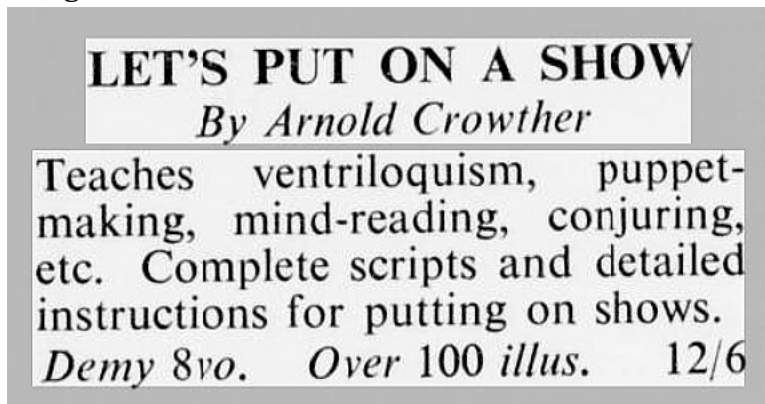 LET'S PUT ON A SHOW
By Arnold Crowther
Teaches ventriloquism, puppet-
making, mind-reading, conjuring,
etc. Complete scripts and detailed
instructions for putting on shows.
Demy 8vo. Over 100 illus. 12/6